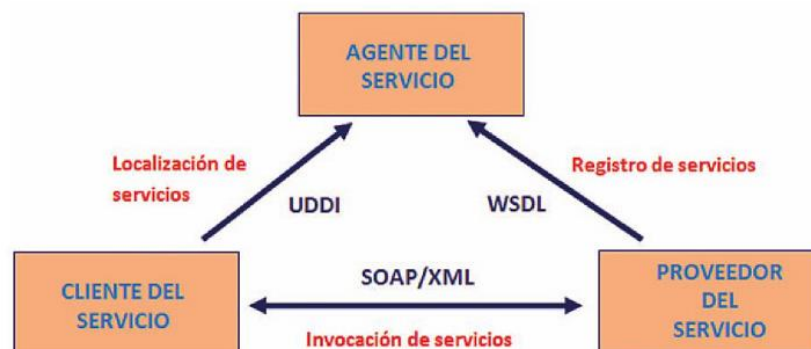 AGENTE DEL
SERVICIO
Localización de
servicios
Registro de servicios
UDDI
WSDL
CLIENTE DEL
SERVICIO
SOAP/XML
Invocación de servicios
PROVEEDOR
DEL
SERVICIO